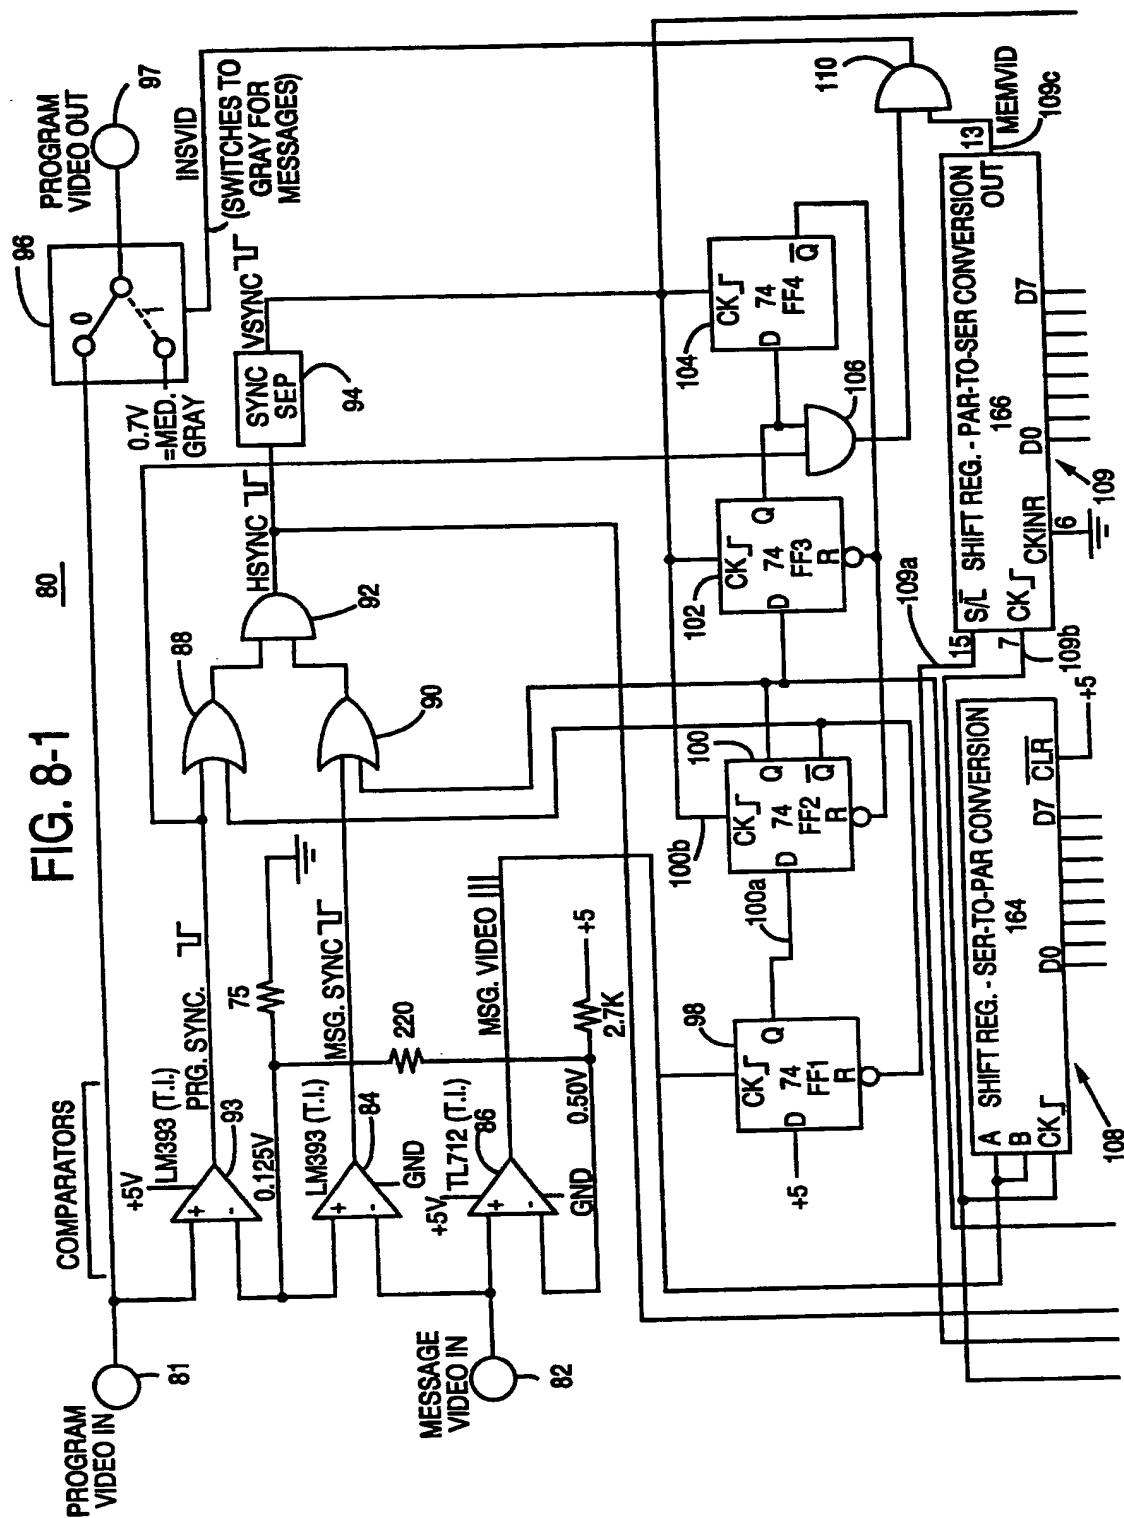 FIG. 8-1
80
COMPARATORS
PROGRAM
VIDEO IN
81
+5V
LM393 (T.I.)
PRG. SYNC.
93
0.125V
+
-
75
88
96
0
1
0.7V
=MED.
GRAY
PROGRAM
VIDEO OUT
97
INSVID
(SWITCHES TO
GRAY FOR
MESSAGES)
LM393 (T.I.)
84
GND
+
-
MSG. SYNC
220
90
92
HSYNC
SYNC
SEP
94
VSYNC
MESSAGE
VIDEO IN
82
+5V
TL712 (T.I.)
86
+
-
GND
MSG. VIDEO
0.50V
2.7K
+5
98
CK
D
74
FF1
Q
R
+5
100a
100b
100
CK
D
74
FF2
Q
Q
R
102
CK
D
74
FF3
Q
R
104
CK
D
74
FF4
Q
106
110
108
A
B
CK
SHIFT REG. - SER-TO-PAR CONVERSION
164
D0
D7
CLR
+5
109a
109b
15
7
S/L
CK
SHIFT REG. - PAR-TO-SER CONVERSION
166
CKINR
6
109
D0
D7
OUT
13
MEMVID
109c